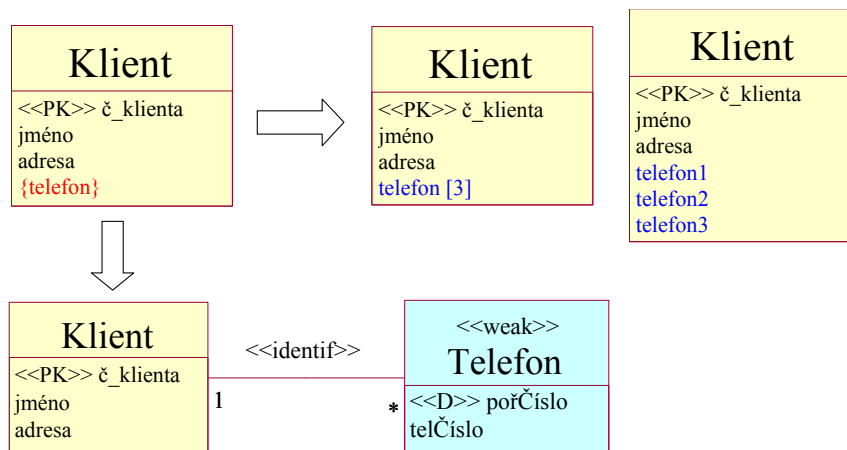 Klient
<<PK>> č_klienta
jméno
adresa
{telefon}
Klient
<<PK>> č_klienta
jméno
adresa
telefon [3]
Klient
<<PK>> č_klienta
jméno
adresa
telefon1
telefon2
telefon3
Klient
<<PK>> č_klienta
jméno
adresa
<<identif>>
1
*
<<weak>>
Telefon
<<D>> pořČíslo
telČíslo